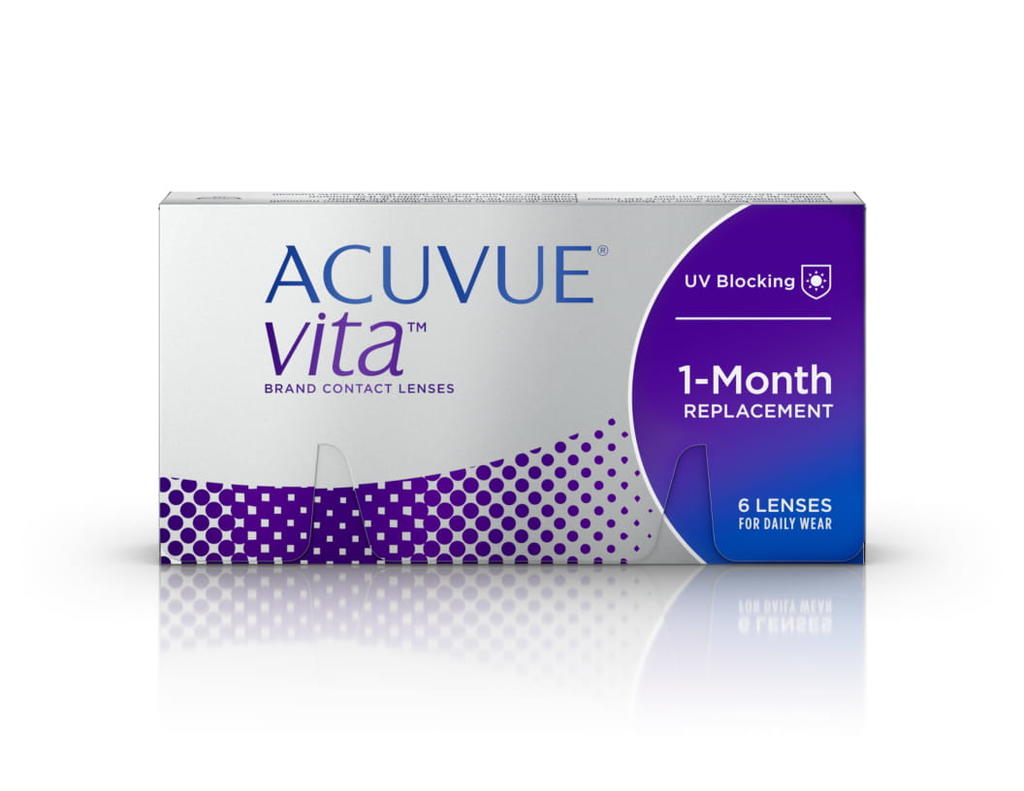 ACUVUE®
vita™
BRAND CONTACT LENSES
UV Blocking
1-Month
REPLACEMENT
6 LENSES
FOR DAILY WEAR